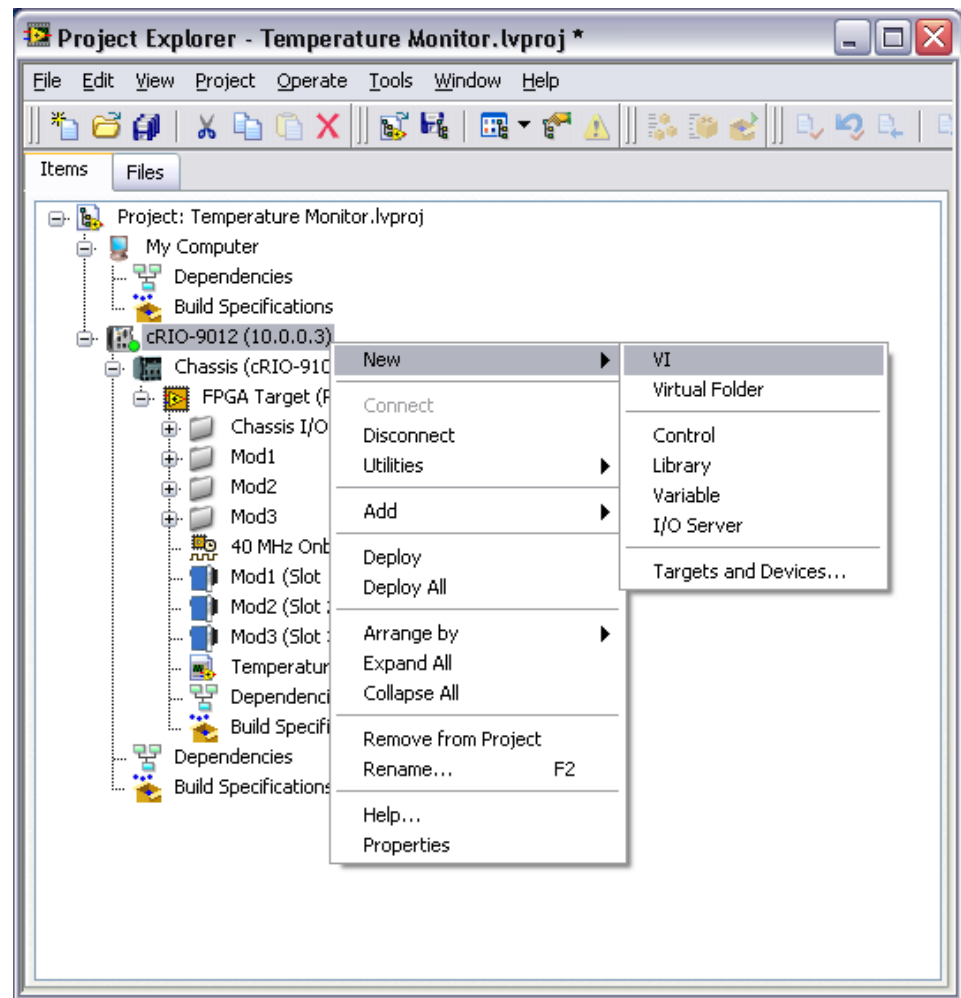 Project Explorer - Temperature Monitor.lvproj *
File Edit View Project Operate Tools Window Help
Items Files
Project: Temperature Monitor.lvproj
My Computer
Dependencies
Build Specifications
cRIO-9012 (10.0.0.3)
Chassis (cRIO-910
FPGA Target (
Chassis I/O
Mod1
Mod2
Mod3
40 MHz
Mod1 (Slot
Mod2 (Slot
Mod3 (Slot
Temperatur
Dependenci
Build Specifi
Dependencies
Build Specifications
New
Connect
Disconnect
Utilities
Add
Deploy
Deploy All
Arrange by
Expand All
Collapse All
Remove from Project
Rename... F2
Help...
Properties
VI
Virtual Folder
Control
Library
Variable
I/O Server
Targets and Devices...